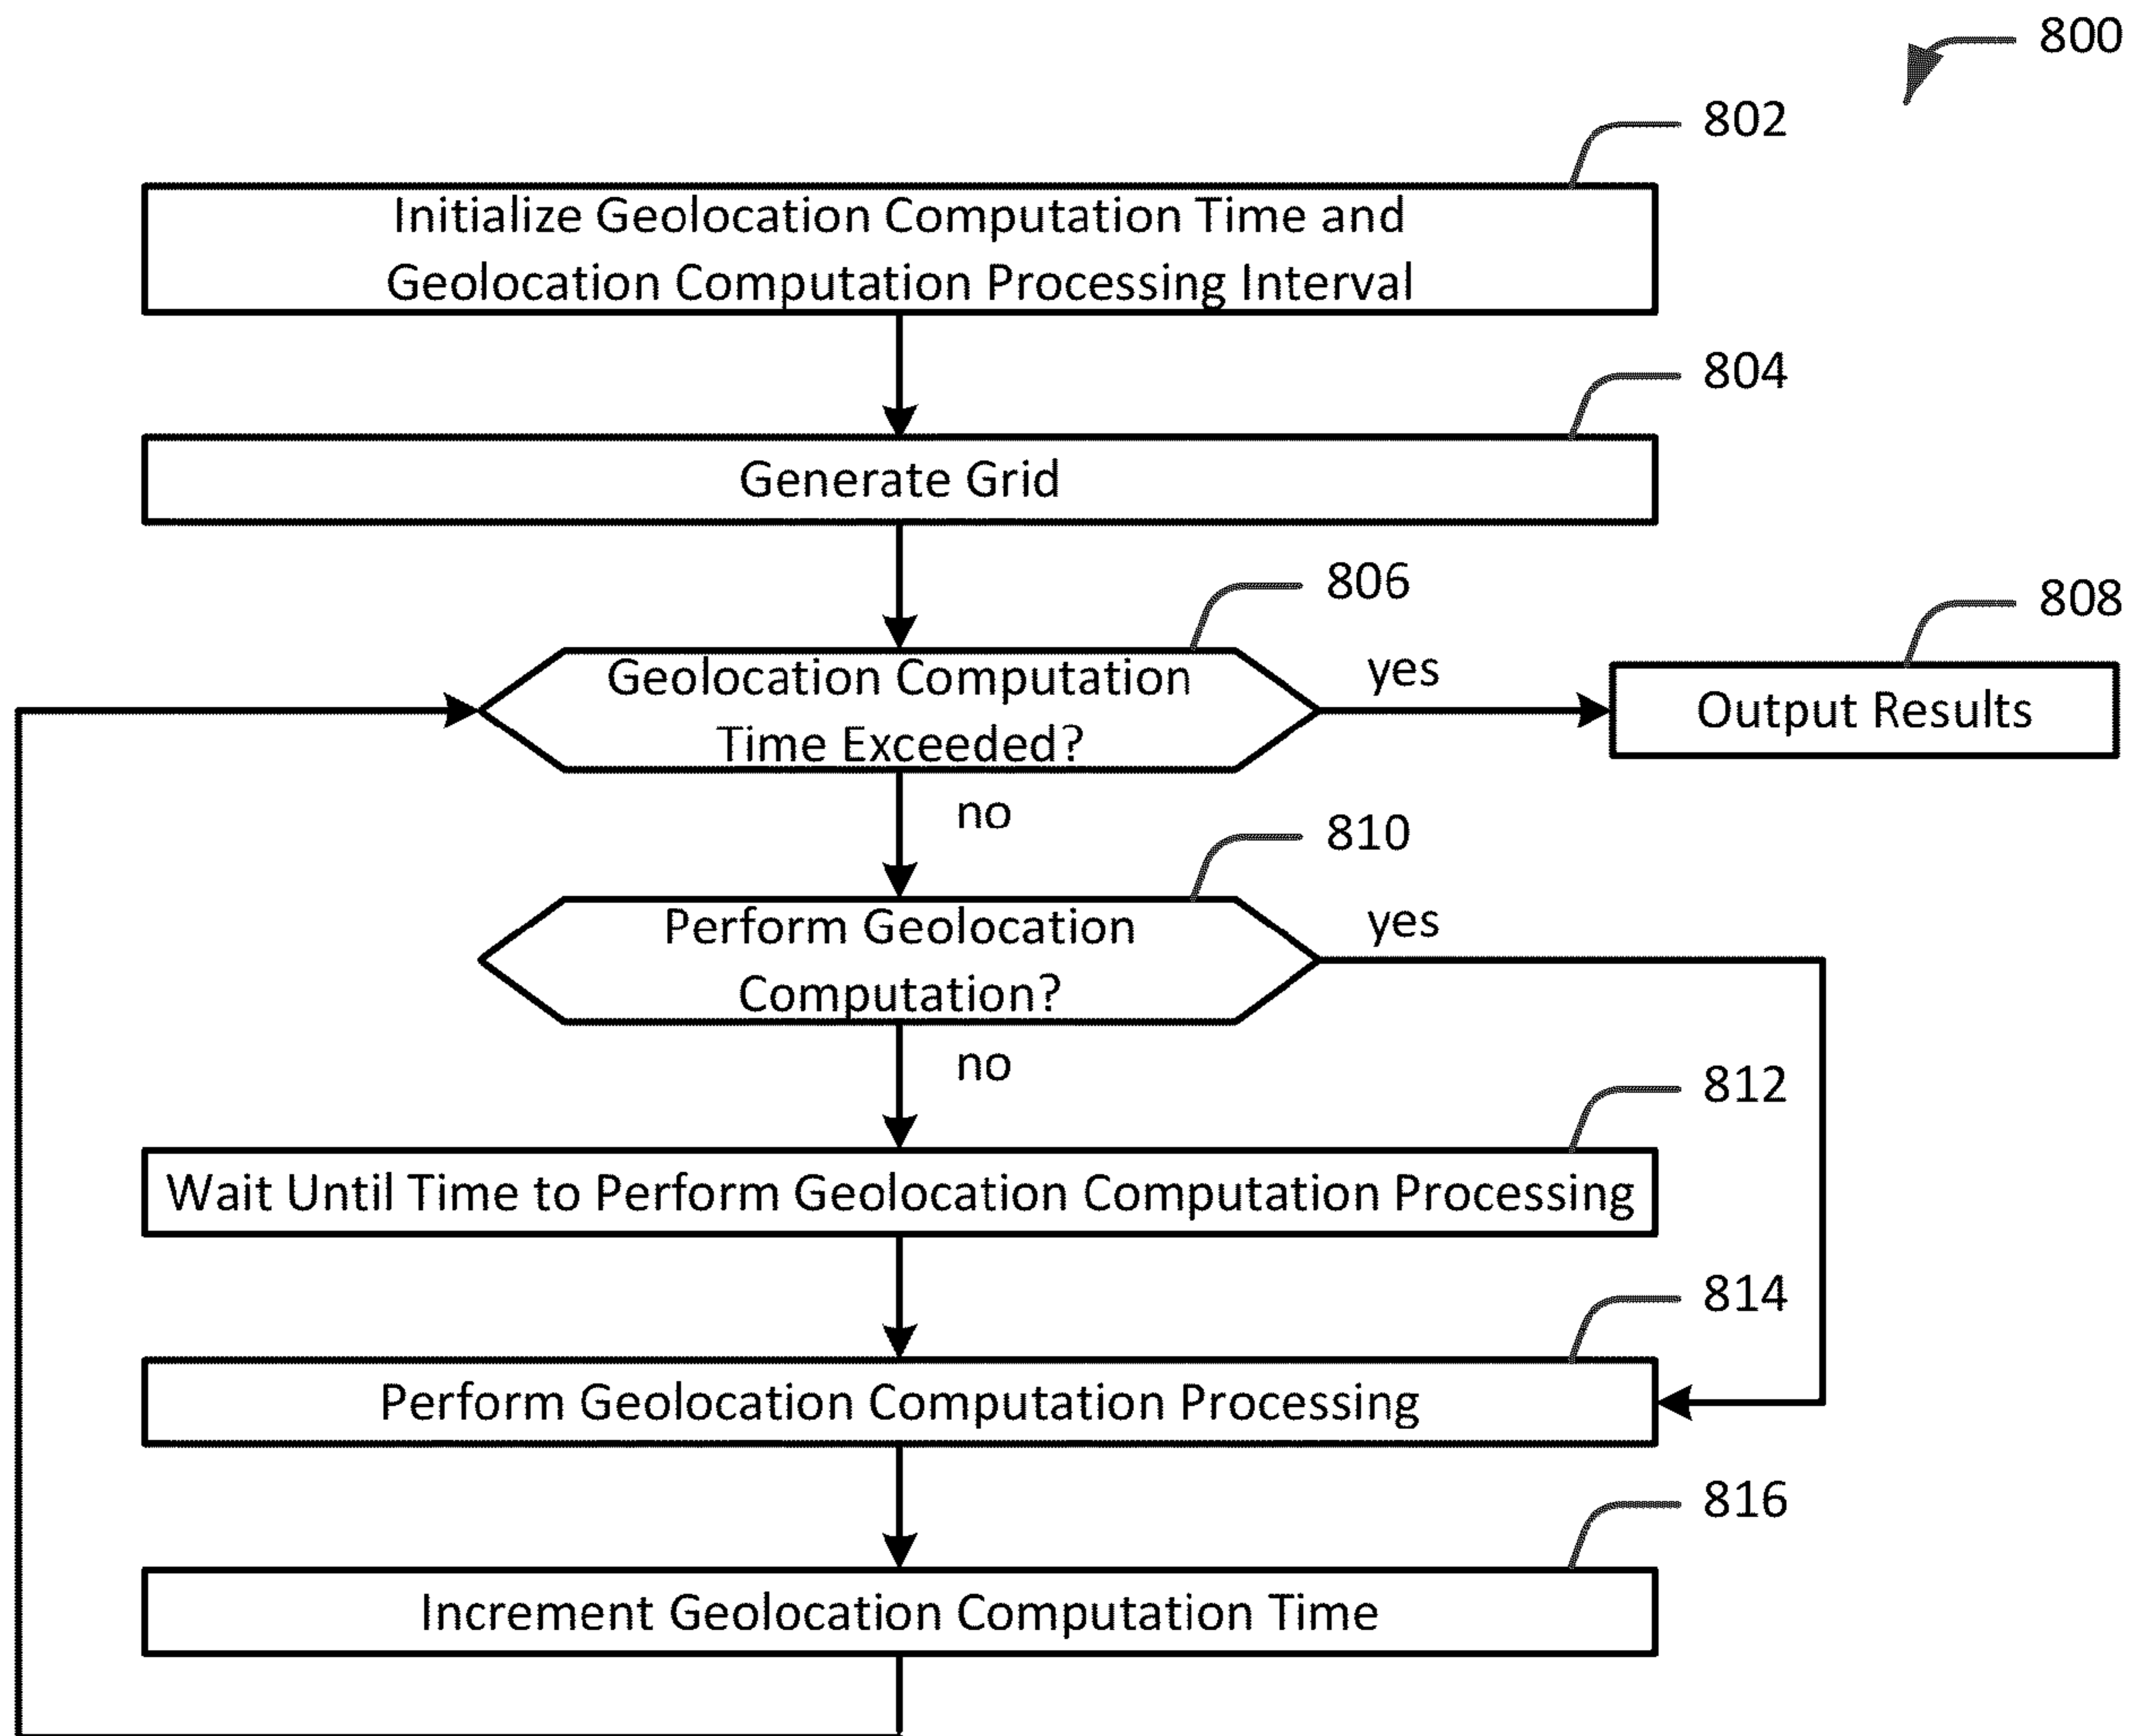 800
802
Initialize Geolocation Computation Time and
Geolocation Computation Processing Interval
804
Generate Grid
806
808
Geolocation Computation
Time Exceeded?
yes
Output Results
no
810
Perform Geolocation
Computation?
yes
no
812
Wait Until Time to Perform Geolocation Computation Processing
814
Perform Geolocation Computation Processing
816
Increment Geolocation Computation Time